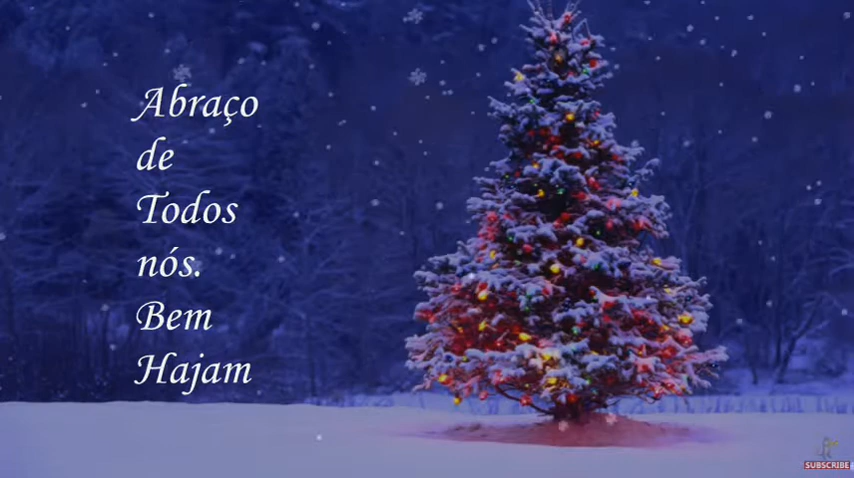 Abraço
de
Todos
nós.
Bem
Hajam
SUBSCRIBE